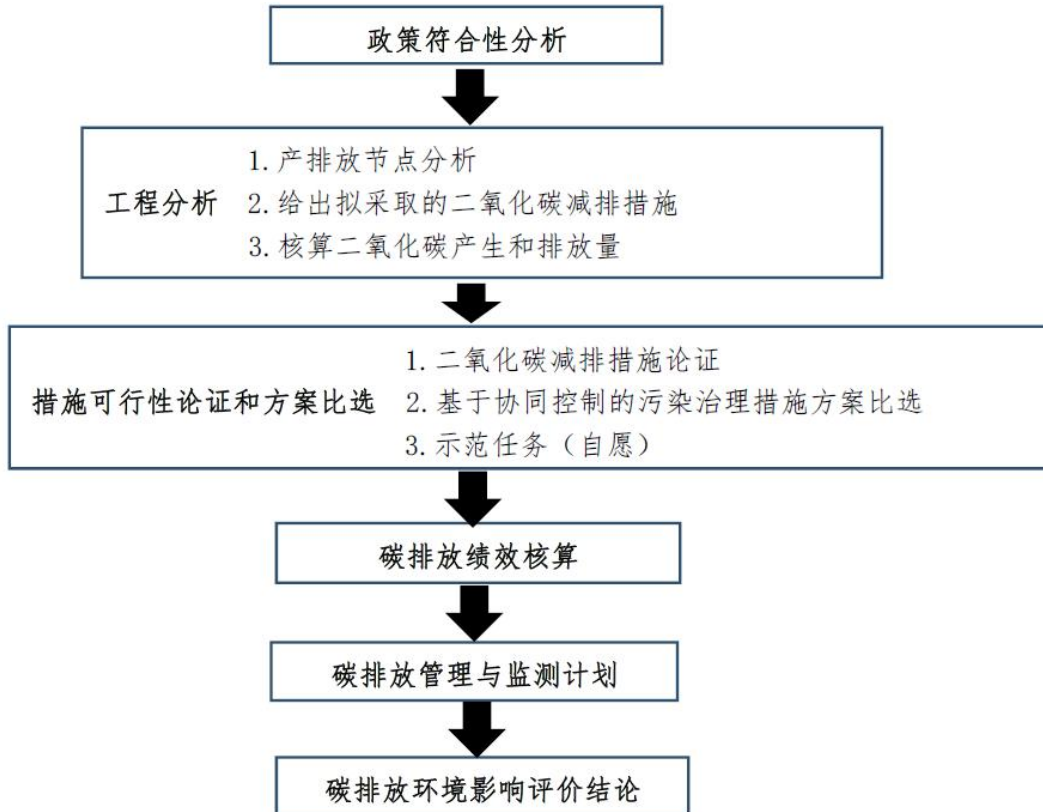 政策符合性分析
1.产排放节点分析
工程分析 2.给出拟采取的二氧化碳减排措施
3.核算二氧化碳产生和排放量
1.二氧化碳减排措施论证
措施可行性论证和方案比选 2.基于协同控制的污染治理措施方案比选
3.示范任务（自愿）
碳排放绩效核算
碳排放管理与监测计划
碳排放环境影响评价结论